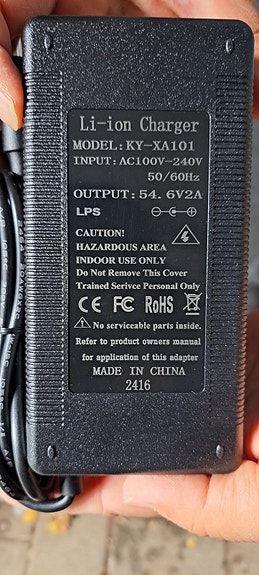 Li-ion Charger
MODEL: KY-XA101
INPUT: AC100V-240V
50/60Hz
OUTPUT: 54.6V2A
LPS
CAUTION!
HAZARDOUS AREA
INDOOR USE ONLY
Do Not Remove This Cover
Trained Serivce Personal Only
CE FC RoHS
No serviceable parts inside.
Refer to product owners manual
for application of this adapter
MADE IN CHINA
2416